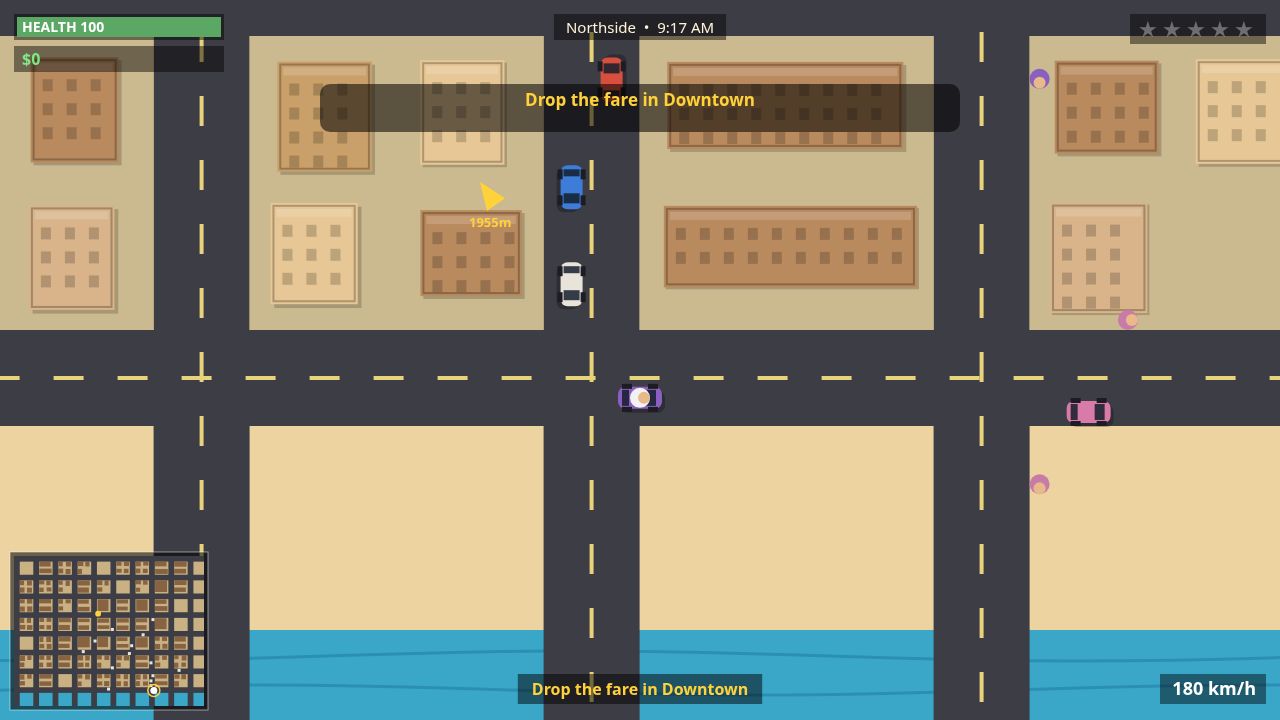 HEALTH 100
Northside • 9:17 AM
$0
Drop the fare in Downtown
1955m
Drop the fare in Downtown
180 km/h